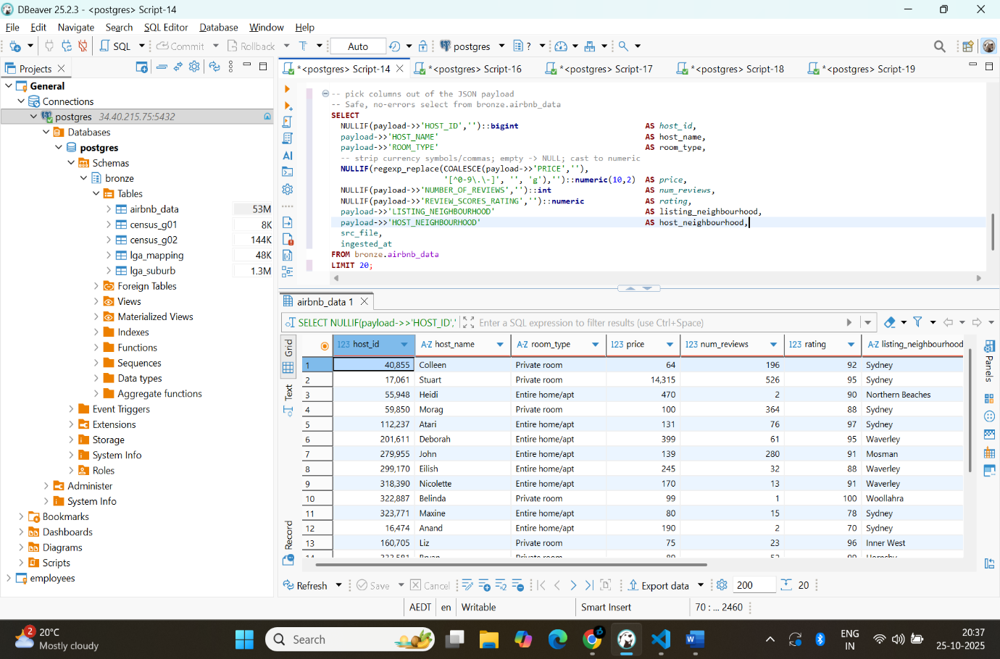 DBeaver 25.2.3 - <postgres> Script-14
File Edit Navigate Search SQL Editor Database Window Help
SQL Commit Rollback T Auto postgres ?
Projects
General
Connections
postgres 34.40.215.75:5432
Databases
postgres
Schemas
bronze
Tables
airbnb_data 53M
census_g01 8K
census_g02 144K
lga_mapping 48K
lga_suburb 1.3M
Foreign Tables
Views
Materialized Views
Indexes
Functions
Sequences
Data types
Aggregate functions
Event Triggers
Extensions
Storage
System Info
Roles
Administer
System Info
Bookmarks
Dashboards
Diagrams
Scripts
employees
*<postgres> Script-14 *<postgres> Script-16 *<postgres> Script-17 *<postgres> Script-18 *<postgres> Script-19
AI
-- pick columns out of the JSON payload
-- Safe, no-errors select from bronze.airbnb_data
SELECT
NULLIF(payload->>'HOST_ID','')::bigint AS host_id,
payload->>'HOST_NAME' AS host_name,
payload->>'ROOM_TYPE' AS room_type,
-- strip currency symbols/commas; empty -> NULL; cast to numeric
NULLIF(regexp_replace(COALESCE(payload->>'PRICE',''),
'[^0-9\.\-]', '', 'g'),'')::numeric(10,2) AS price,
NULLIF(payload->>'NUMBER_OF_REVIEWS','')::int AS num_reviews,
NULLIF(payload->>'REVIEW_SCORES_RATING','')::numeric AS rating,
payload->>'LISTING_NEIGHBOURHOOD' AS listing_neighbourhood,
payload->>'HOST_NEIGHBOURHOOD' AS host_neighbourhood,
src_file,
ingested_at
FROM bronze.airbnb_data
LIMIT 20;
airbnb_data 1
SELECT NULLIF(payload->>'HOST_ID',' Enter a SQL expression to filter results (use Ctrl+Space)
Grid
Text
Record
Panels
123 host_id A-Z host_name A-Z room_type 123 price 123 num_reviews 123 rating A-Z listing_neighbourhood
1 40,855 Colleen Private room 64 196 92 Sydney
2 17,061 Stuart Private room 14,315 526 95 Sydney
3 55,948 Heidi Entire home/apt 470 2 90 Northern Beaches
4 59,850 Morag Private room 100 364 88 Sydney
5 112,237 Atari Entire home/apt 131 76 97 Sydney
6 201,611 Deborah Entire home/apt 399 61 95 Waverley
7 279,955 John Entire home/apt 139 280 91 Mosman
8 299,170 Eilish Entire home/apt 245 32 88 Waverley
9 318,390 Nicolette Entire home/apt 170 13 91 Waverley
10 322,887 Belinda Private room 99 1 100 Woollahra
11 323,771 Maxine Entire home/apt 80 15 78 Sydney
12 16,474 Anand Entire home/apt 190 2 70 Sydney
13 160,705 Liz Private room 75 23 96 Inner West
Refresh Save Cancel Export data 200 20
AEDT en Writable Smart Insert 70 : ... 2460
2
20°C
Mostly cloudy
Search
ENG
IN
20:37
25-10-2025